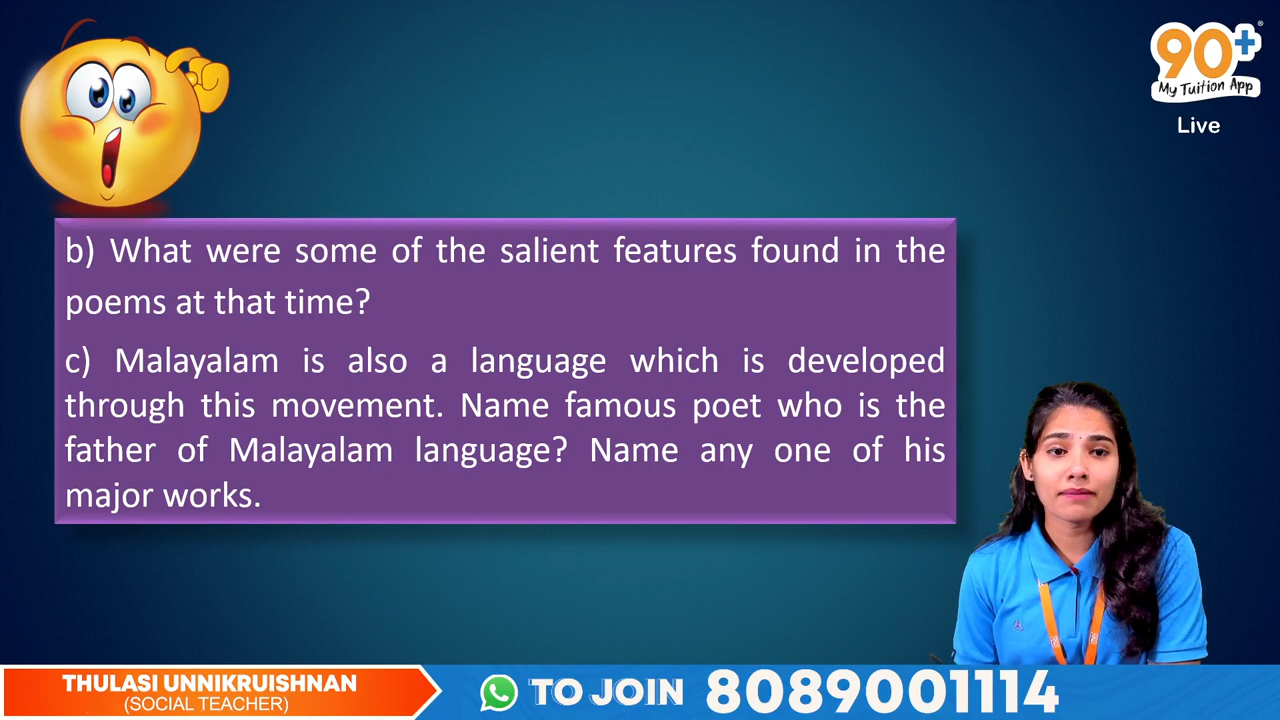 90+
My Tuition App
Live
b) What were some of the salient features found in the
poems at that time?
c) Malayalam is also a language which is developed
through this movement. Name famous poet who is the
father of Malayalam language? Name any one of his
major works.
THULASI UNNIKRUISHNAN
(SOCIAL TEACHER)
TO JOIN 8089001114